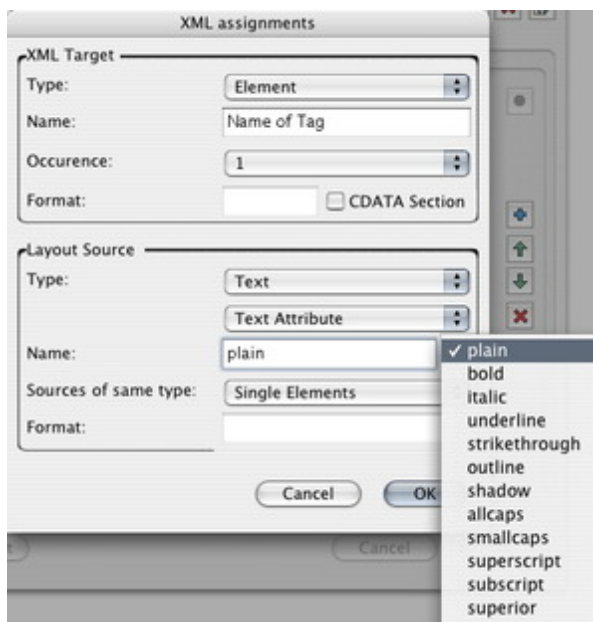 XML assignments
XML Target
Type: Element
Name: Name of Tag
Occurence: 1
Format: CDATA Section
Layout Source
Type: Text
Text Attribute
Name: plain
✓ plain
bold
Sources of same type: Single Elements
italic
underline
Format:
strikethrough
outline
shadow
Cancel OK
allcaps
smallcaps
Cancel
superscript
subscript
superior